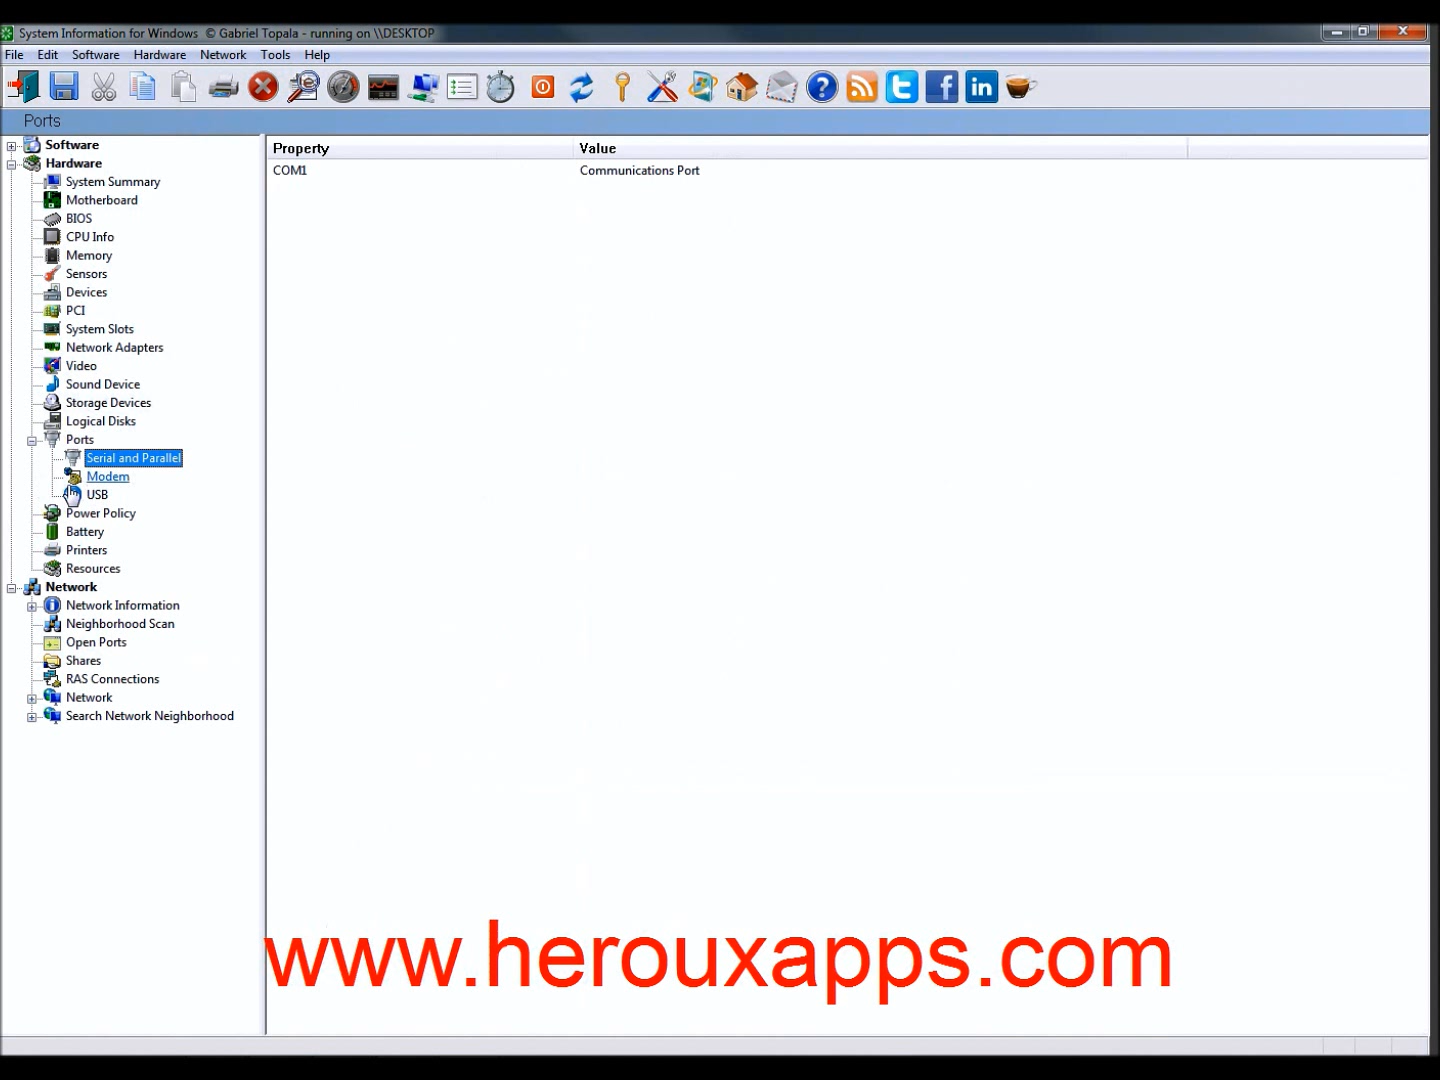 System Information for Windows © Gabriel Topala - running on \\DESKTOP
File Edit Software Hardware Network Tools Help
Ports
Software
Hardware
System Summary
Motherboard
BIOS
CPU Info
Memory
Sensors
Devices
PCI
System Slots
Network Adapters
Video
Sound Device
Storage Devices
Logical Disks
Ports
Serial and Parallel
Modem
USB
Power Policy
Battery
Printers
Resources
Network
Network Information
Neighborhood Scan
Open Ports
Shares
RAS Connections
Network
Search Network Neighborhood
Property Value
COM1 Communications Port
www.herouxapps.com